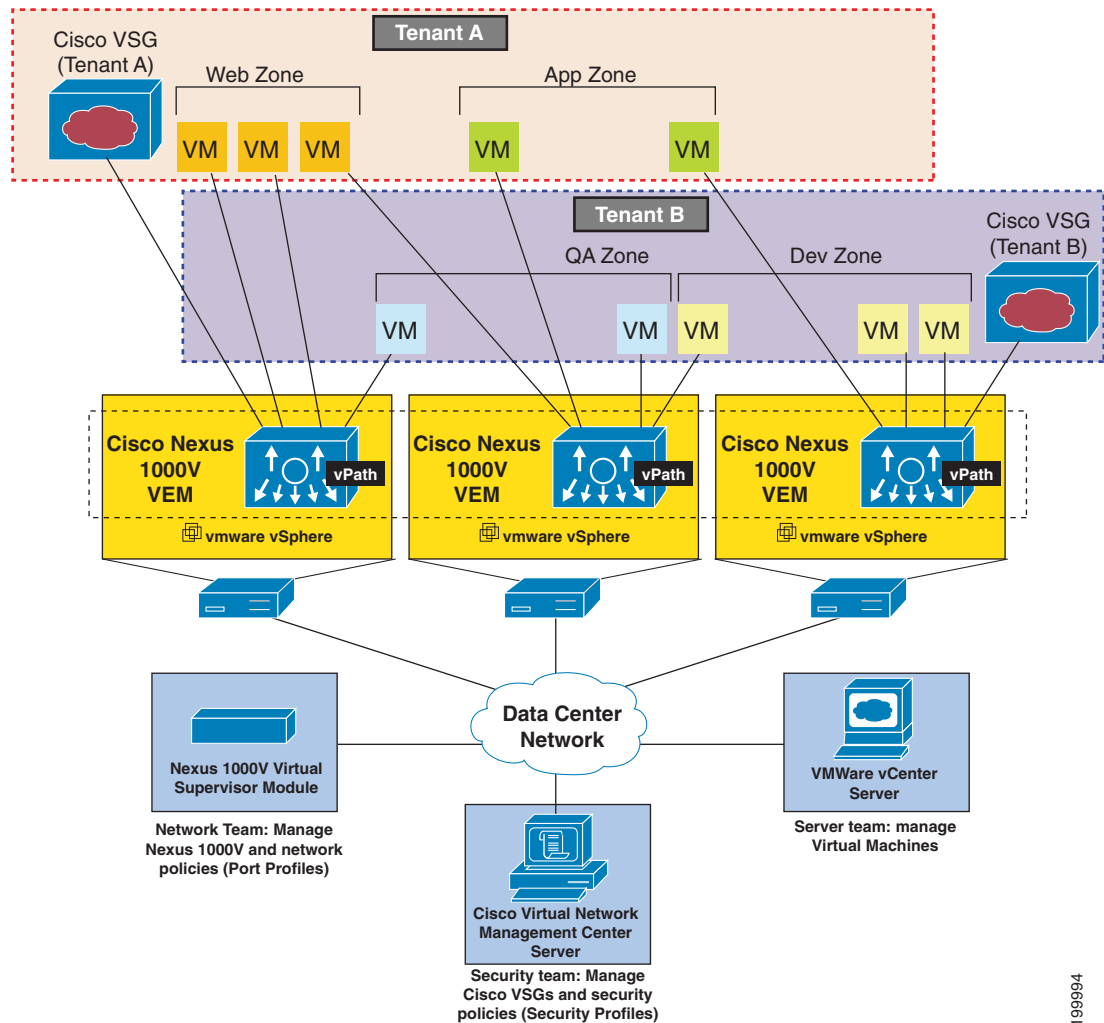 Tenant A
Cisco VSG
(Tenant A)
Web Zone
App Zone
VM
VM
VM
VM
VM
Tenant B
Cisco VSG
(Tenant B)
QA Zone
Dev Zone
VM
VM
VM
VM
VM
Cisco Nexus
1000V
VEM
vPath
vmware vSphere
Cisco Nexus
1000V
VEM
vPath
vmware vSphere
Cisco Nexus
1000V
VEM
vPath
vmware vSphere
Data Center
Network
Nexus 1000V Virtual
Supervisor Module
Network Team: Manage
Nexus 1000V and network
policies (Port Profiles)
VMWare vCenter
Server
Server team: manage
Virtual Machines
Cisco Virtual Network
Management Center
Server
Security team: Manage
Cisco VSGs and security
policies (Security Profiles)
199994